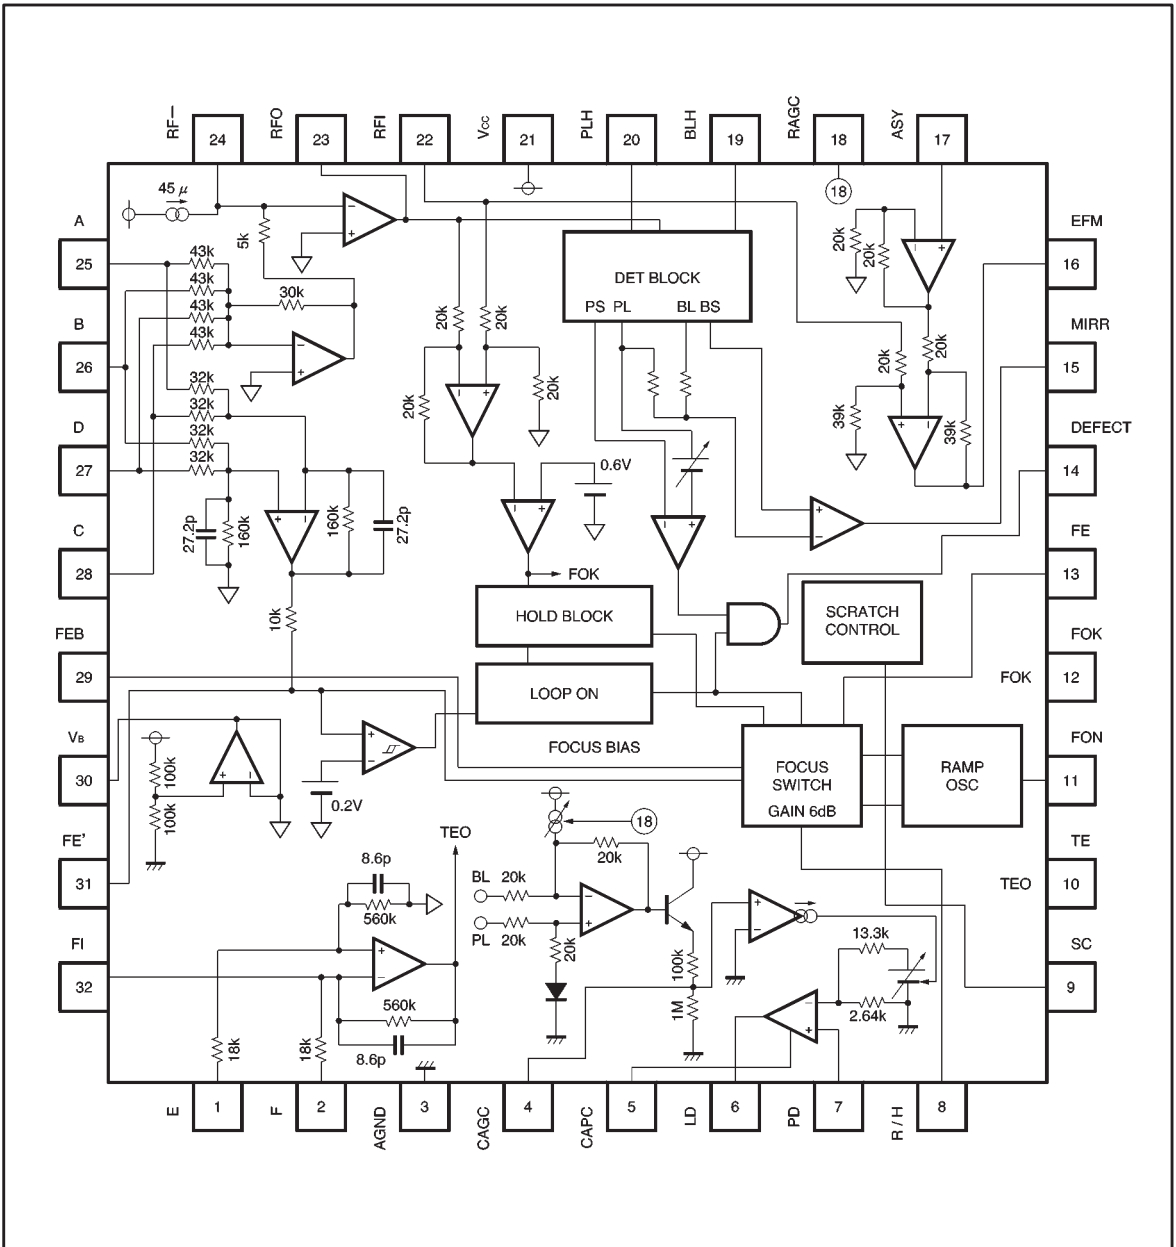 RF− RFO RFI VCC PLH BLH RAGC ASY
24 23 22 21 20 19 18 17
45 μ
18
A
25
B
26
D
27
C
28
FEB
29
VB
30
FE'
31
FI
32
5k
43k
43k
43k
43k
30k
32k
32k
32k
32k
27.2p
160k
160k
27.2p
10k
20k
20k
20k
20k
0.6V
DET BLOCK
PS PL BL BS
20k
20k
20k
20k
39k
39k
EFM
16
MIRR
15
DEFECT
14
FE
13
FOK
FOK
12
FON
11
TE
TEO
10
SC
9
FOK
HOLD BLOCK
LOOP ON
SCRATCH
CONTROL
FOCUS BIAS
FOCUS
SWITCH
GAIN 6dB
RAMP
OSC
100k
100k
0.2V
TEO
18
20k
BL 20k
PL 20k
20k
100k
1M
8.6p
560k
560k
8.6p
18k
18k
13.3k
2.64k
1 2 3 4 5 6 7 8
E F AGND CAGC CAPC LD PD R / H